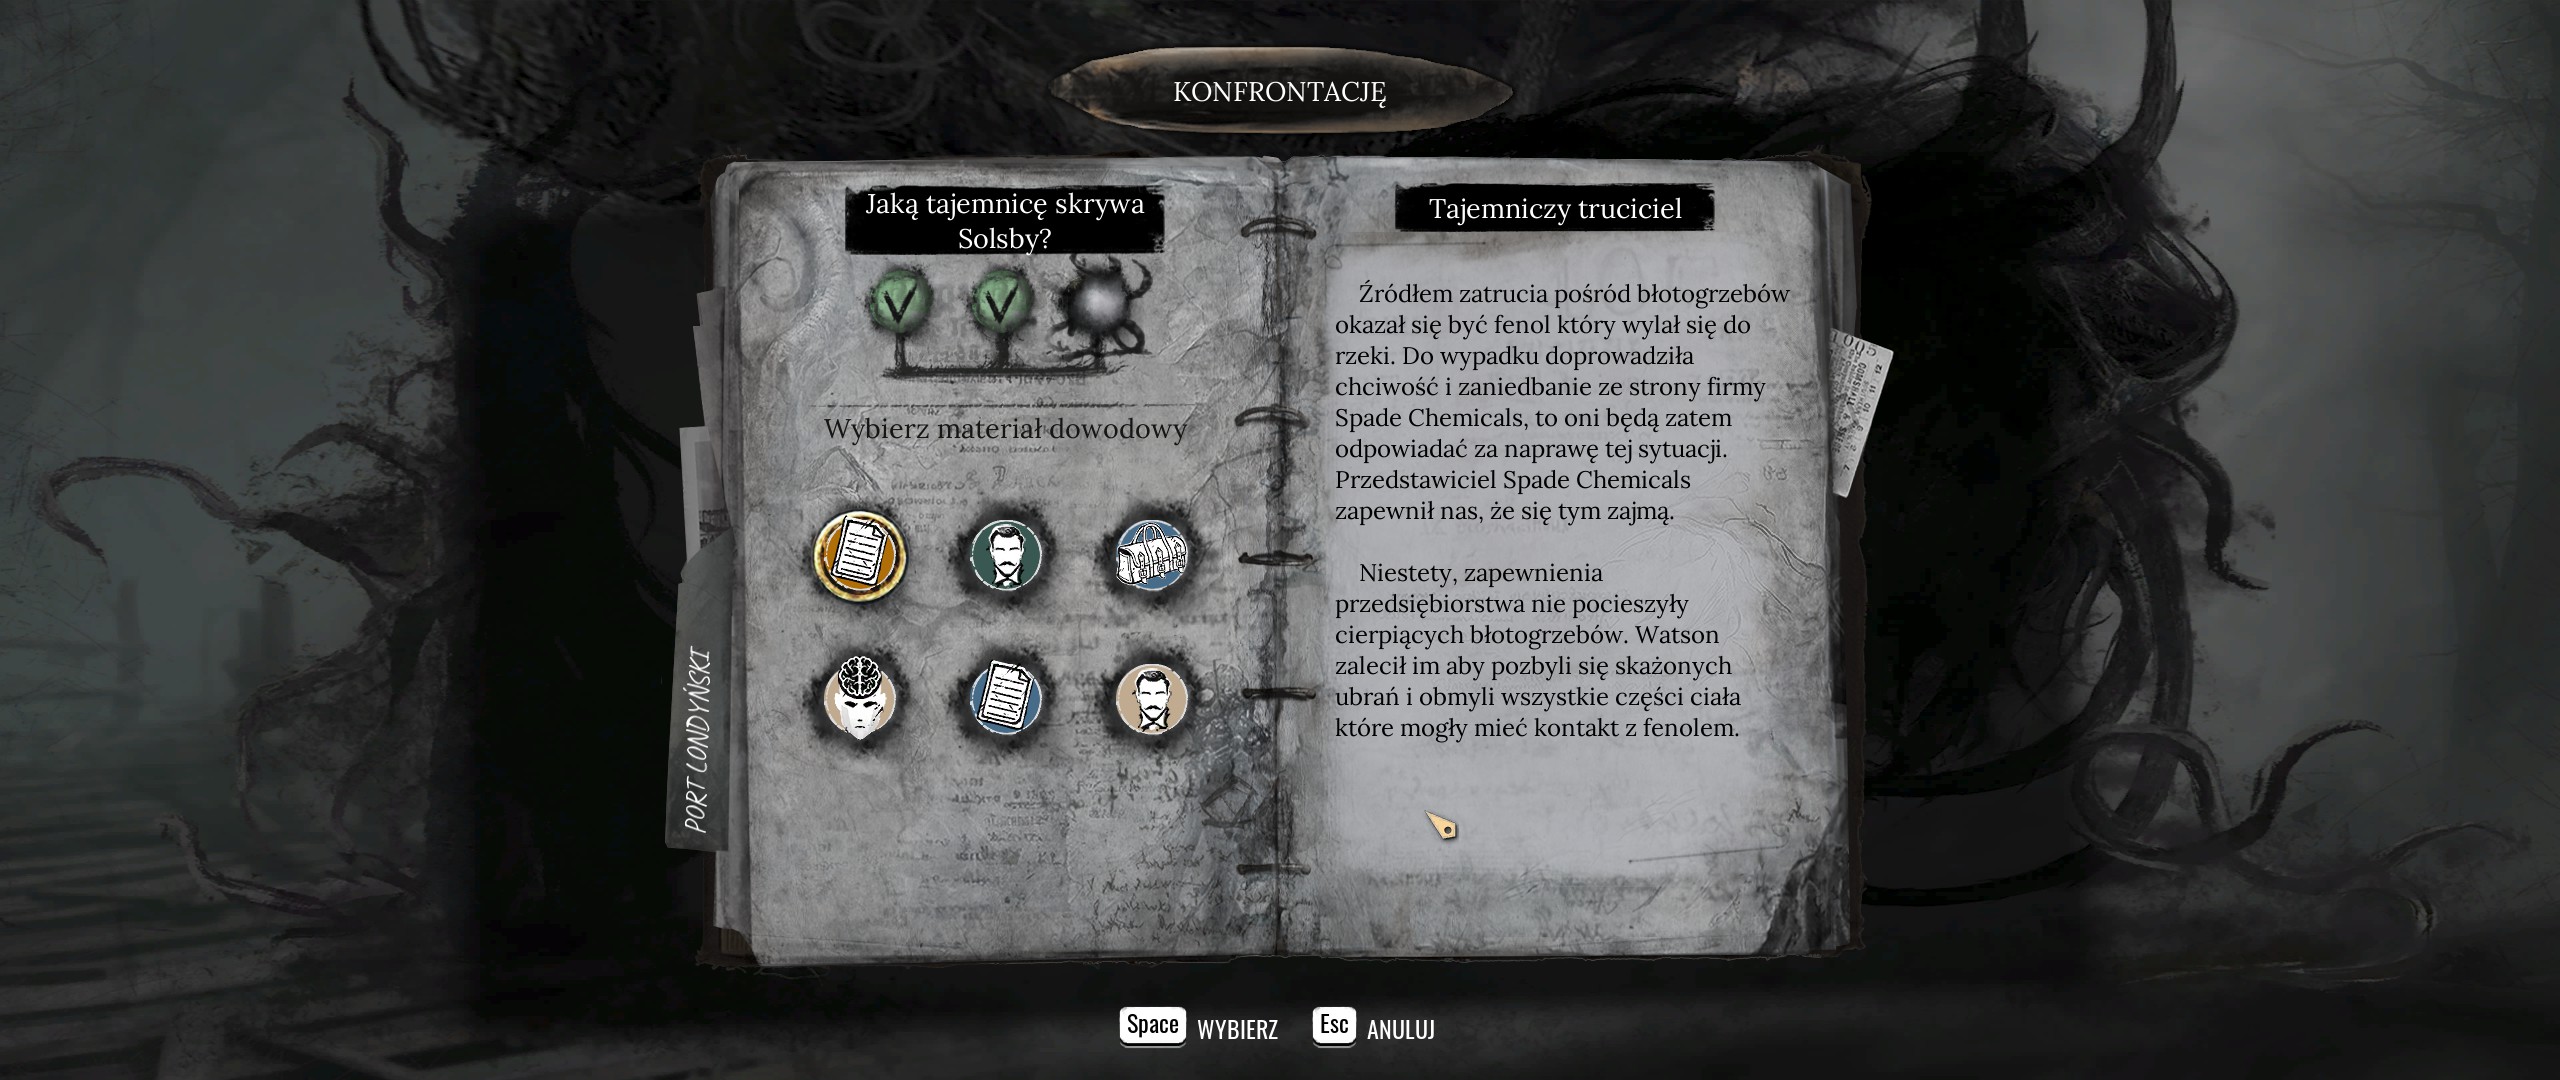 KONFRONTACJĘ
Jaką tajemnicę skrywa
Solsby?
Wybierz materiał dowodowy
PORT LONDYŃSKI
Tajemniczy truciciel
Źródłem zatrucia pośród błotogrzebów
okazał się być fenol który wylał się do
rzeki. Do wypadku doprowadziła
chciwość i zaniedbanie ze strony firmy
Spade Chemicals, to oni będą zatem
odpowiadać za naprawę tej sytuacji.
Przedstawiciel Spade Chemicals
zapewnił nas, że się tym zajmą.
Niestety, zapewnienia
przedsiębiorstwa nie pocieszyły
cierpiących błotogrzebów. Watson
zalecił im aby pozbyli się skażonych
ubrań i obmyli wszystkie części ciała
które mogły mieć kontakt z fenolem.
Space WYBIERZ Esc ANULUJ